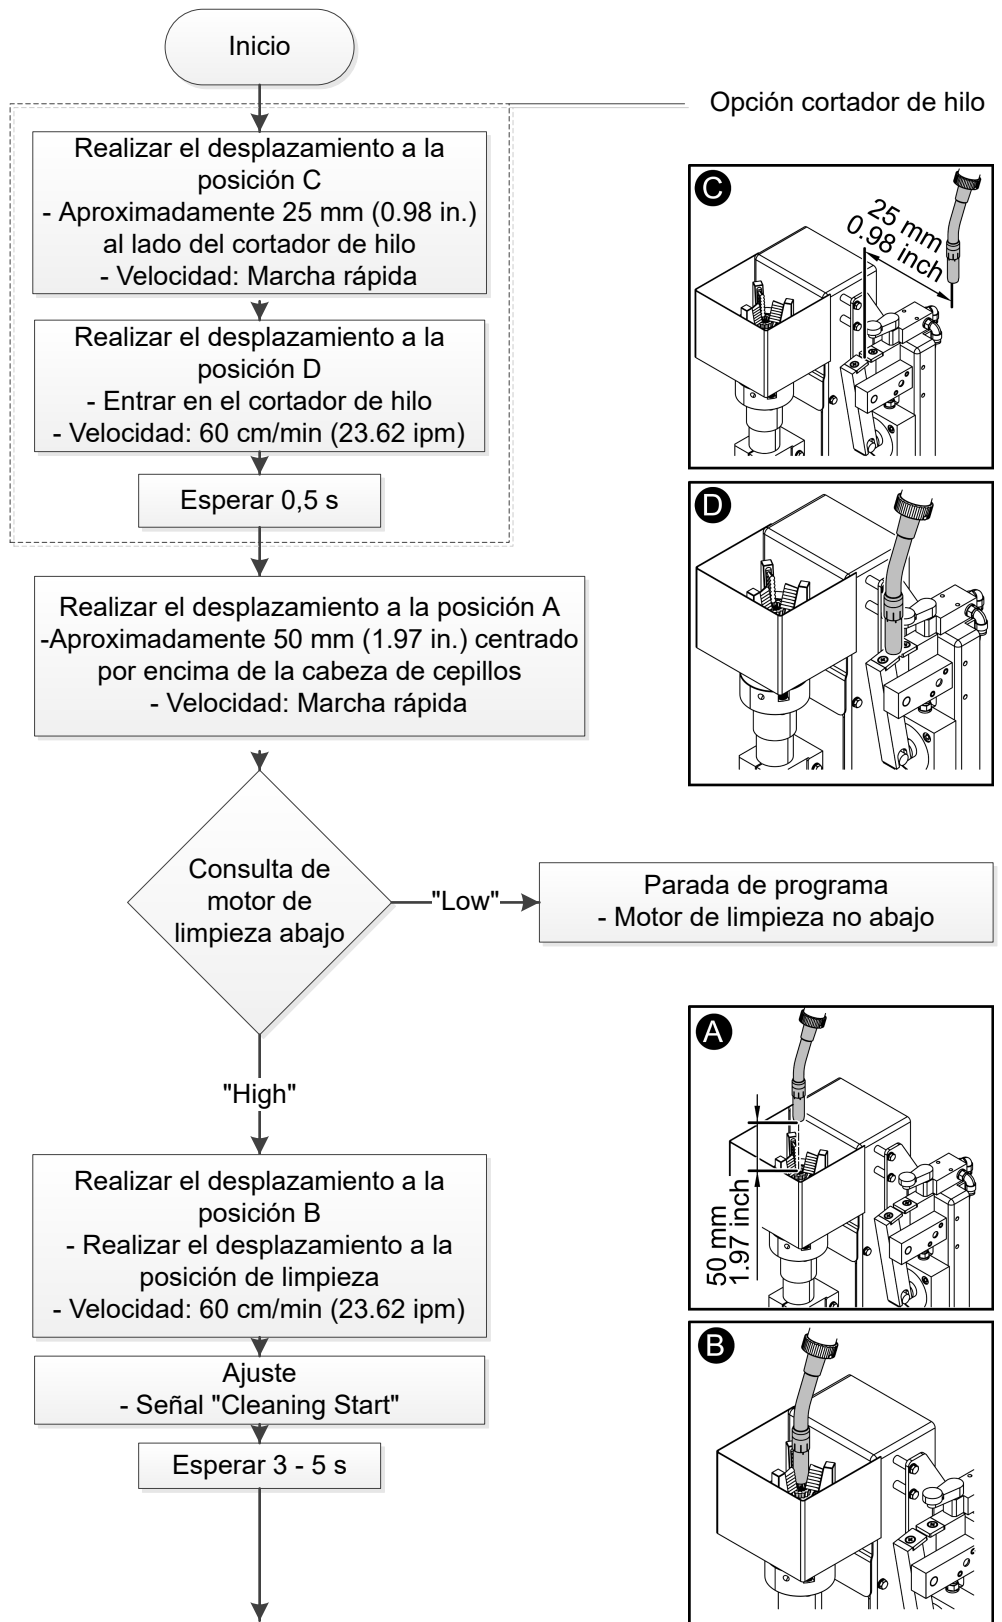 Inicio
Opción cortador de hilo
Realizar el desplazamiento a la
posición C
- Aproximadamente 25 mm (0.98 in.)
al lado del cortador de hilo
- Velocidad: Marcha rápida
Realizar el desplazamiento a la
posición D
- Entrar en el cortador de hilo
- Velocidad: 60 cm/min (23.62 ipm)
Esperar 0,5 s
C
25 mm
0.98 inch
D
Realizar el desplazamiento a la posición A
-Aproximadamente 50 mm (1.97 in.) centrado
por encima de la cabeza de cepillos
- Velocidad: Marcha rápida
Consulta de
motor de
limpieza abajo
"Low"
Parada de programa
- Motor de limpieza no abajo
"High"
A
50 mm
1.97 inch
Realizar el desplazamiento a la
posición B
- Realizar el desplazamiento a la
posición de limpieza
- Velocidad: 60 cm/min (23.62 ipm)
Ajuste
- Señal "Cleaning Start"
Esperar 3 - 5 s
B